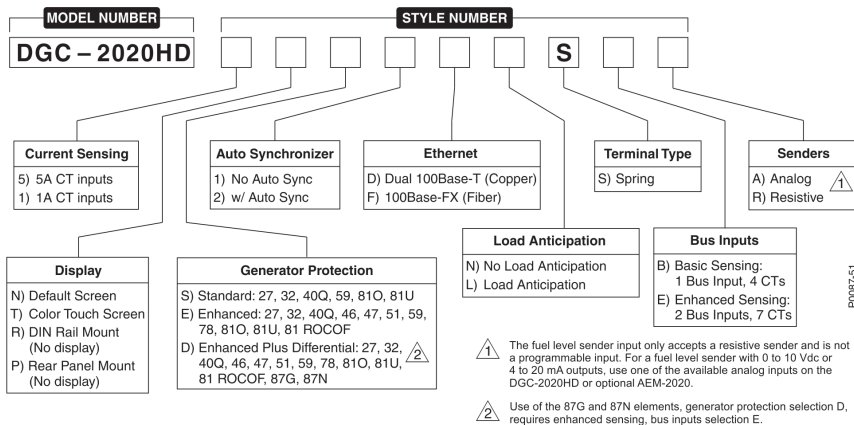 MODEL NUMBER
STYLE NUMBER
DGC – 2020HD
S
Current Sensing
5) 5A CT inputs
1) 1A CT inputs
Auto Synchronizer
1) No Auto Sync
2) w/ Auto Sync
Ethernet
D) Dual 100Base-T (Copper)
F) 100Base-FX (Fiber)
Terminal Type
S) Spring
Senders
A) Analog 1
R) Resistive
Display
N) Default Screen
T) Color Touch Screen
R) DIN Rail Mount
(No display)
P) Rear Panel Mount
(No display)
Generator Protection
S) Standard: 27, 32, 40Q, 59, 81O, 81U
E) Enhanced: 27, 32, 40Q, 46, 47, 51, 59,
78, 81O, 81U, 81 ROCOF
D) Enhanced Plus Differential: 27, 32,
40Q, 46, 47, 51, 59, 78, 81O, 81U, 2
81 ROCOF, 87G, 87N
Load Anticipation
N) No Load Anticipation
L) Load Anticipation
Bus Inputs
B) Basic Sensing:
1 Bus Input, 4 CTs
E) Enhanced Sensing:
2 Bus Input, 7 CTs
P0087-51
1 The fuel level sender input only accepts a resistive sender and is not
a programmable input. For a fuel level sender with 0 to 10 Vdc or
4 to 20 mA outputs, use one of the available analog inputs on the
DGC-2020HD or optional AEM-2020.
2 Use of the 87G and 87N elements, generator protection selection D,
requires enhanced sensing, bus inputs selection E.